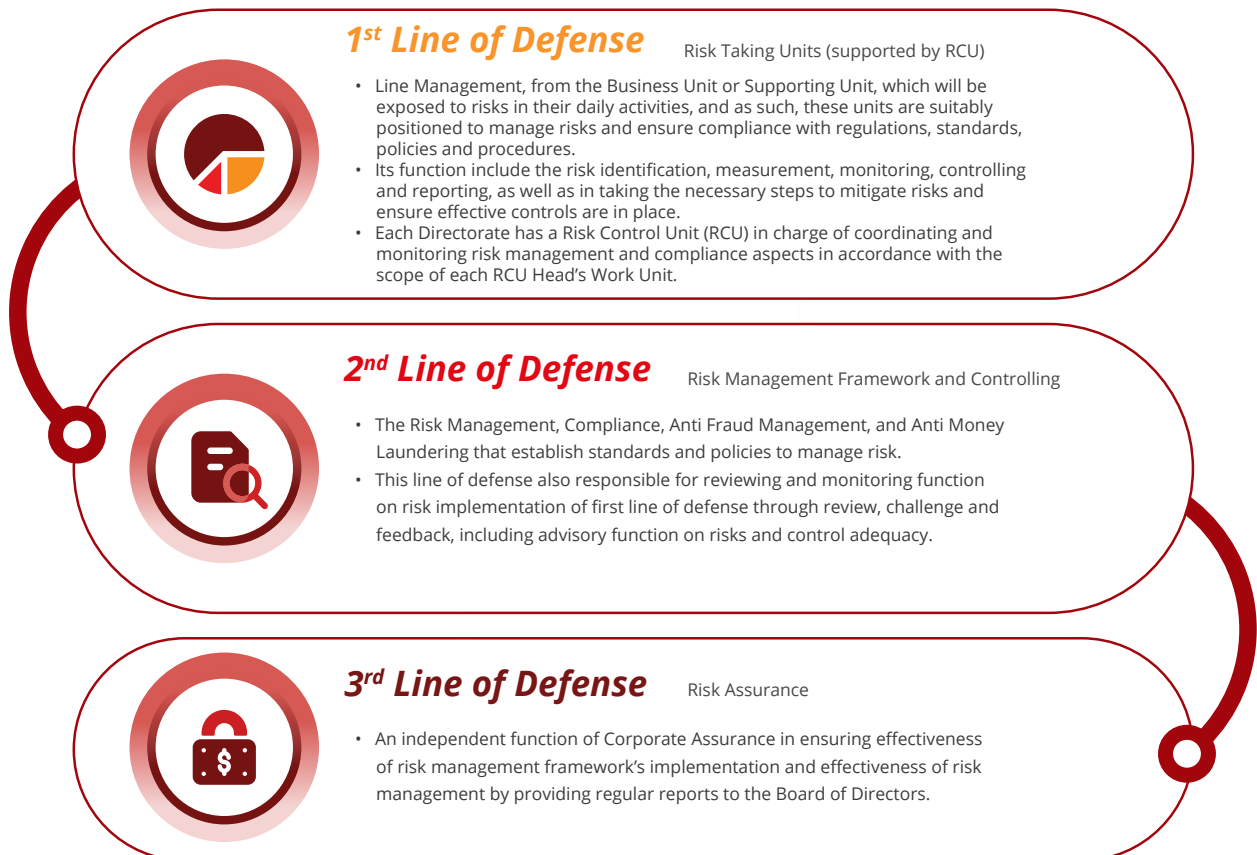 1st Line of Defense Risk Taking Units (supported by RCU)
• Line Management, from the Business Unit or Supporting Unit, which will be
exposed to risks in their daily activities, and as such, these units are suitably
positioned to manage risks and ensure compliance with regulations, standards,
policies and procedures.
• Its function include the risk identification, measurement, monitoring, controlling
and reporting, as well as in taking the necessary steps to mitigate risks and
ensure effective controls are in place.
• Each Directorate has a Risk Control Unit (RCU) in charge of coordinating and
monitoring risk management and compliance aspects in accordance with the
scope of each RCU Head’s Work Unit.
2nd Line of Defense Risk Management Framework and Controlling
• The Risk Management, Compliance, Anti Fraud Management, and Anti Money
Laundering that establish standards and policies to manage risk.
• This line of defense also responsible for reviewing and monitoring function
on risk implementation of first line of defense through review, challenge and
feedback, including advisory function on risks and control adequacy.
3rd Line of Defense Risk Assurance
$
• An independent function of Corporate Assurance in ensuring effectiveness
of risk management framework’s implementation and effectiveness of risk
management by providing regular reports to the Board of Directors.